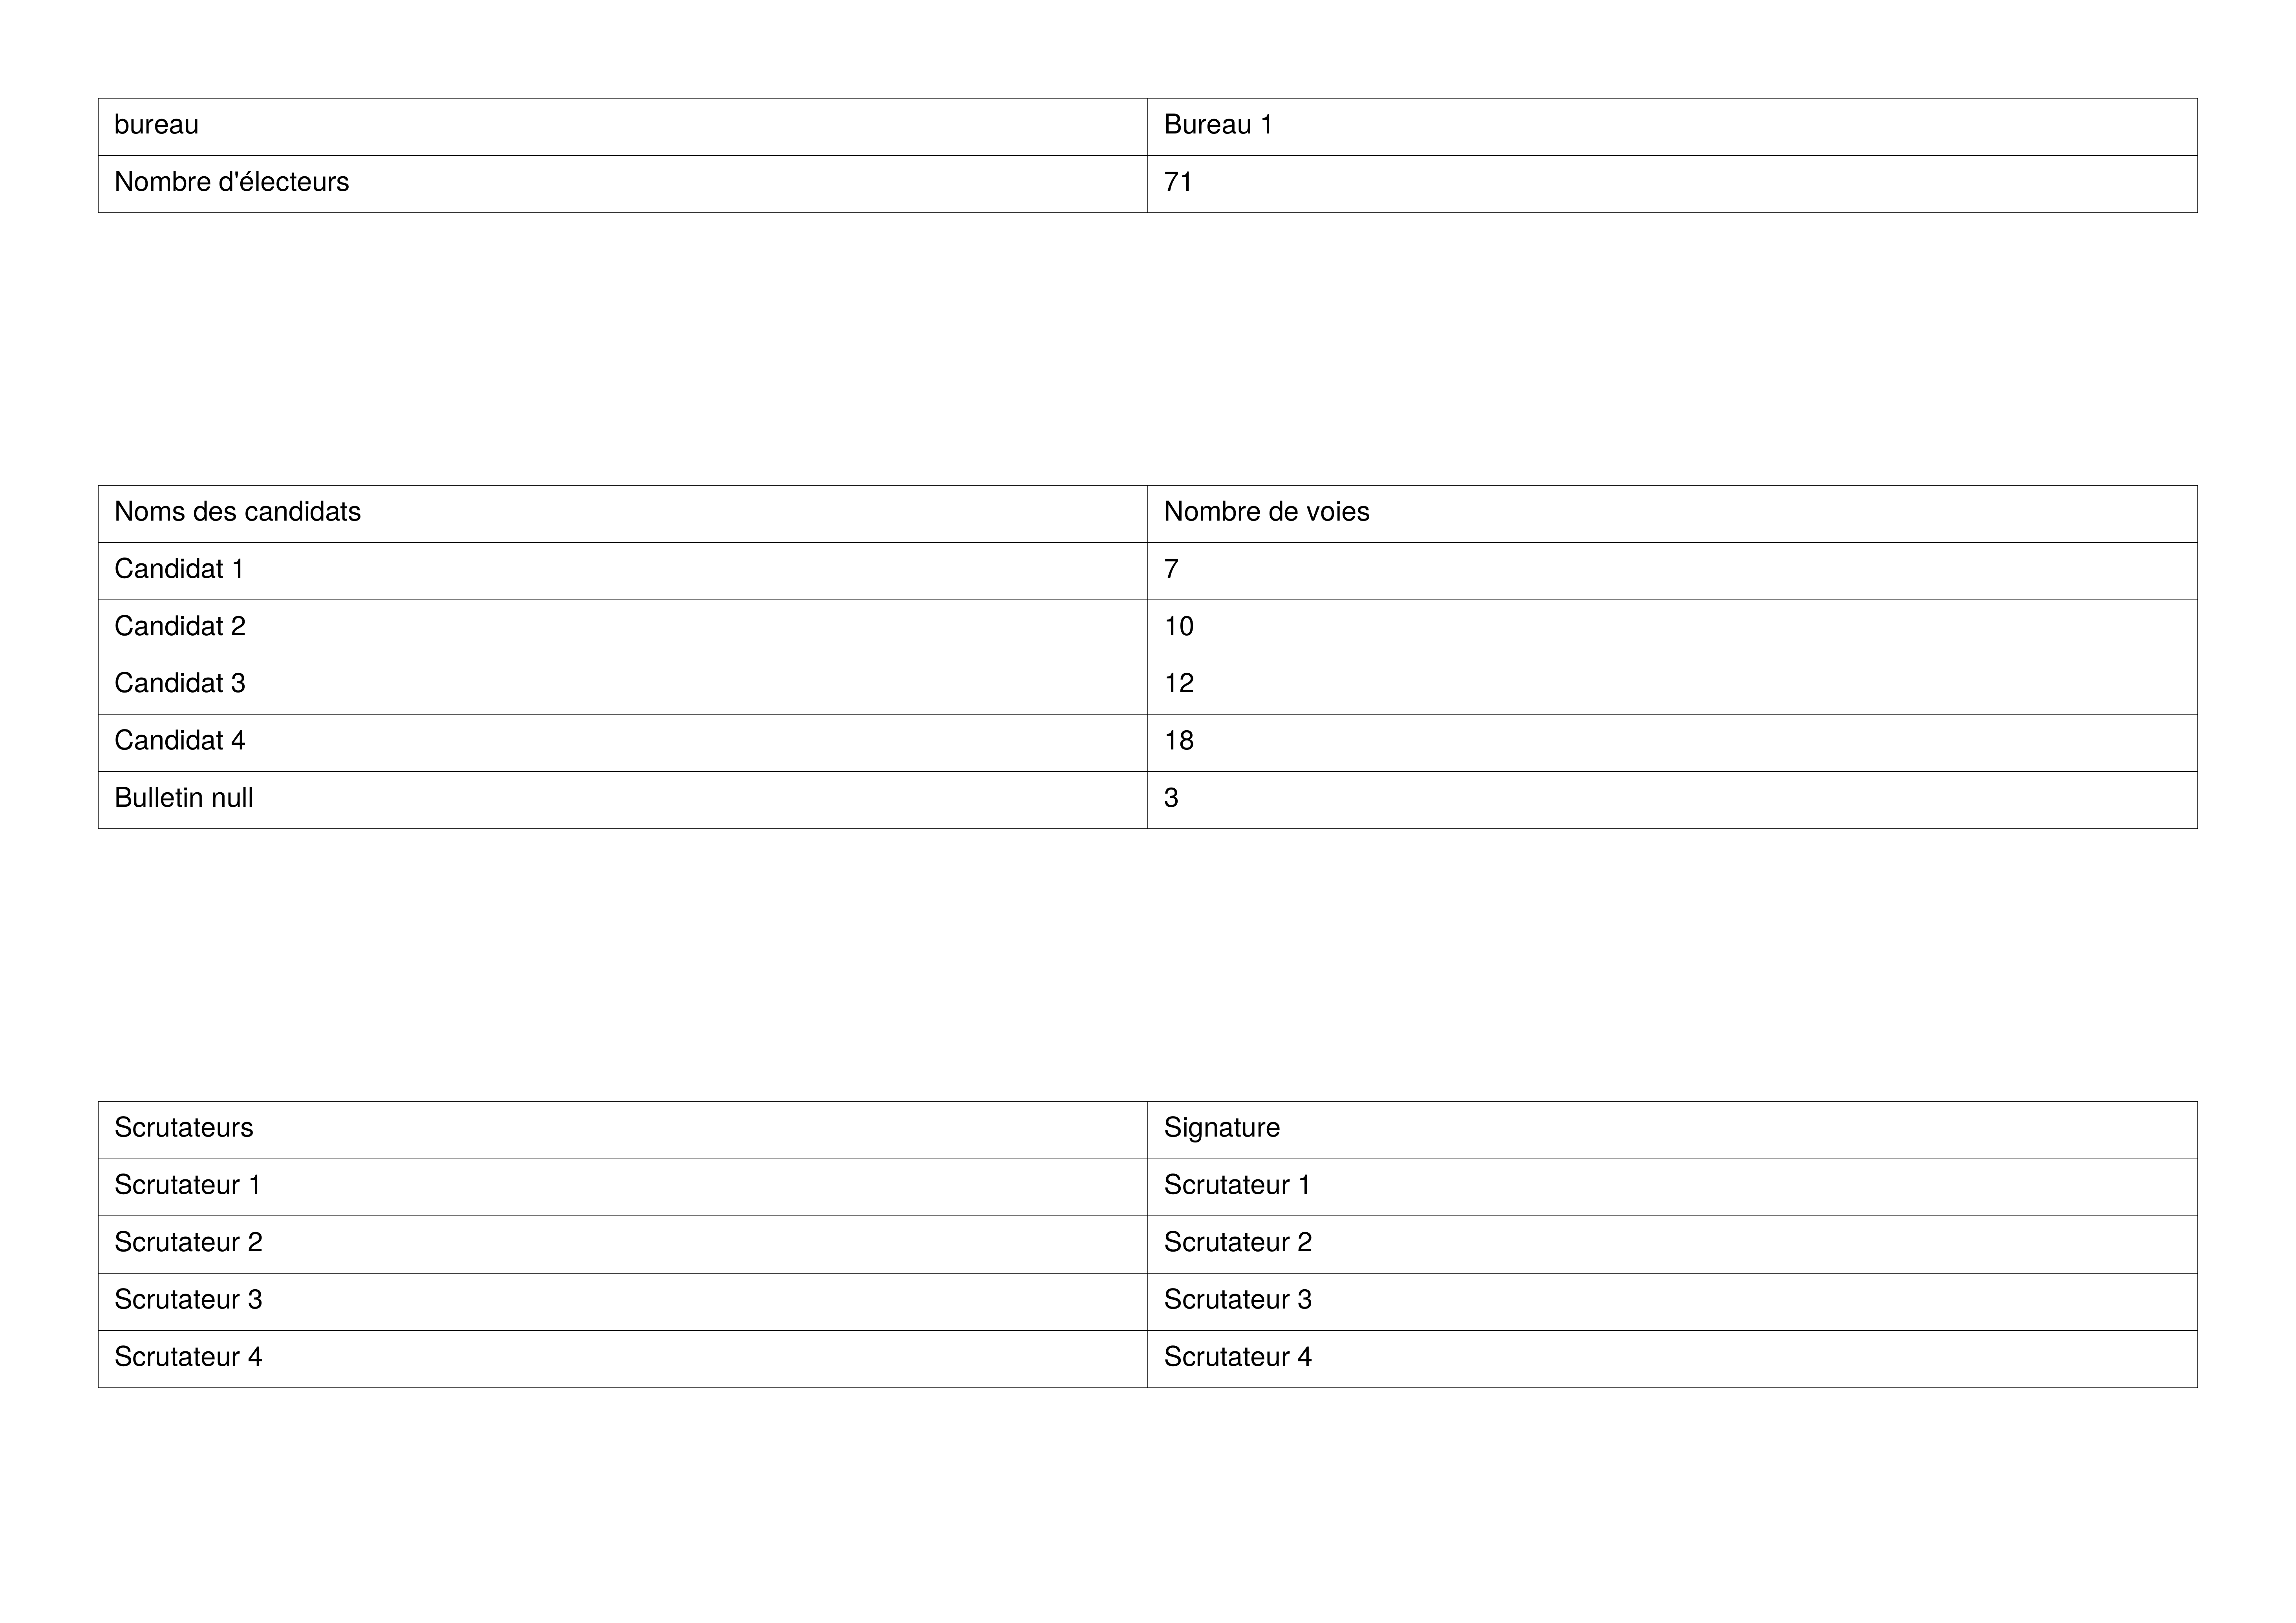 bureau Bureau 1
Nombre d'électeurs 71
Noms des candidats Nombre de voies
Candidat 1 7
Candidat 2 10
Candidat 3 12
Candidat 4 18
Bulletin null 3
Scrutateurs Signature
Scrutateur 1 Scrutateur 1
Scrutateur 2 Scrutateur 2
Scrutateur 3 Scrutateur 3
Scrutateur 4 Scrutateur 4